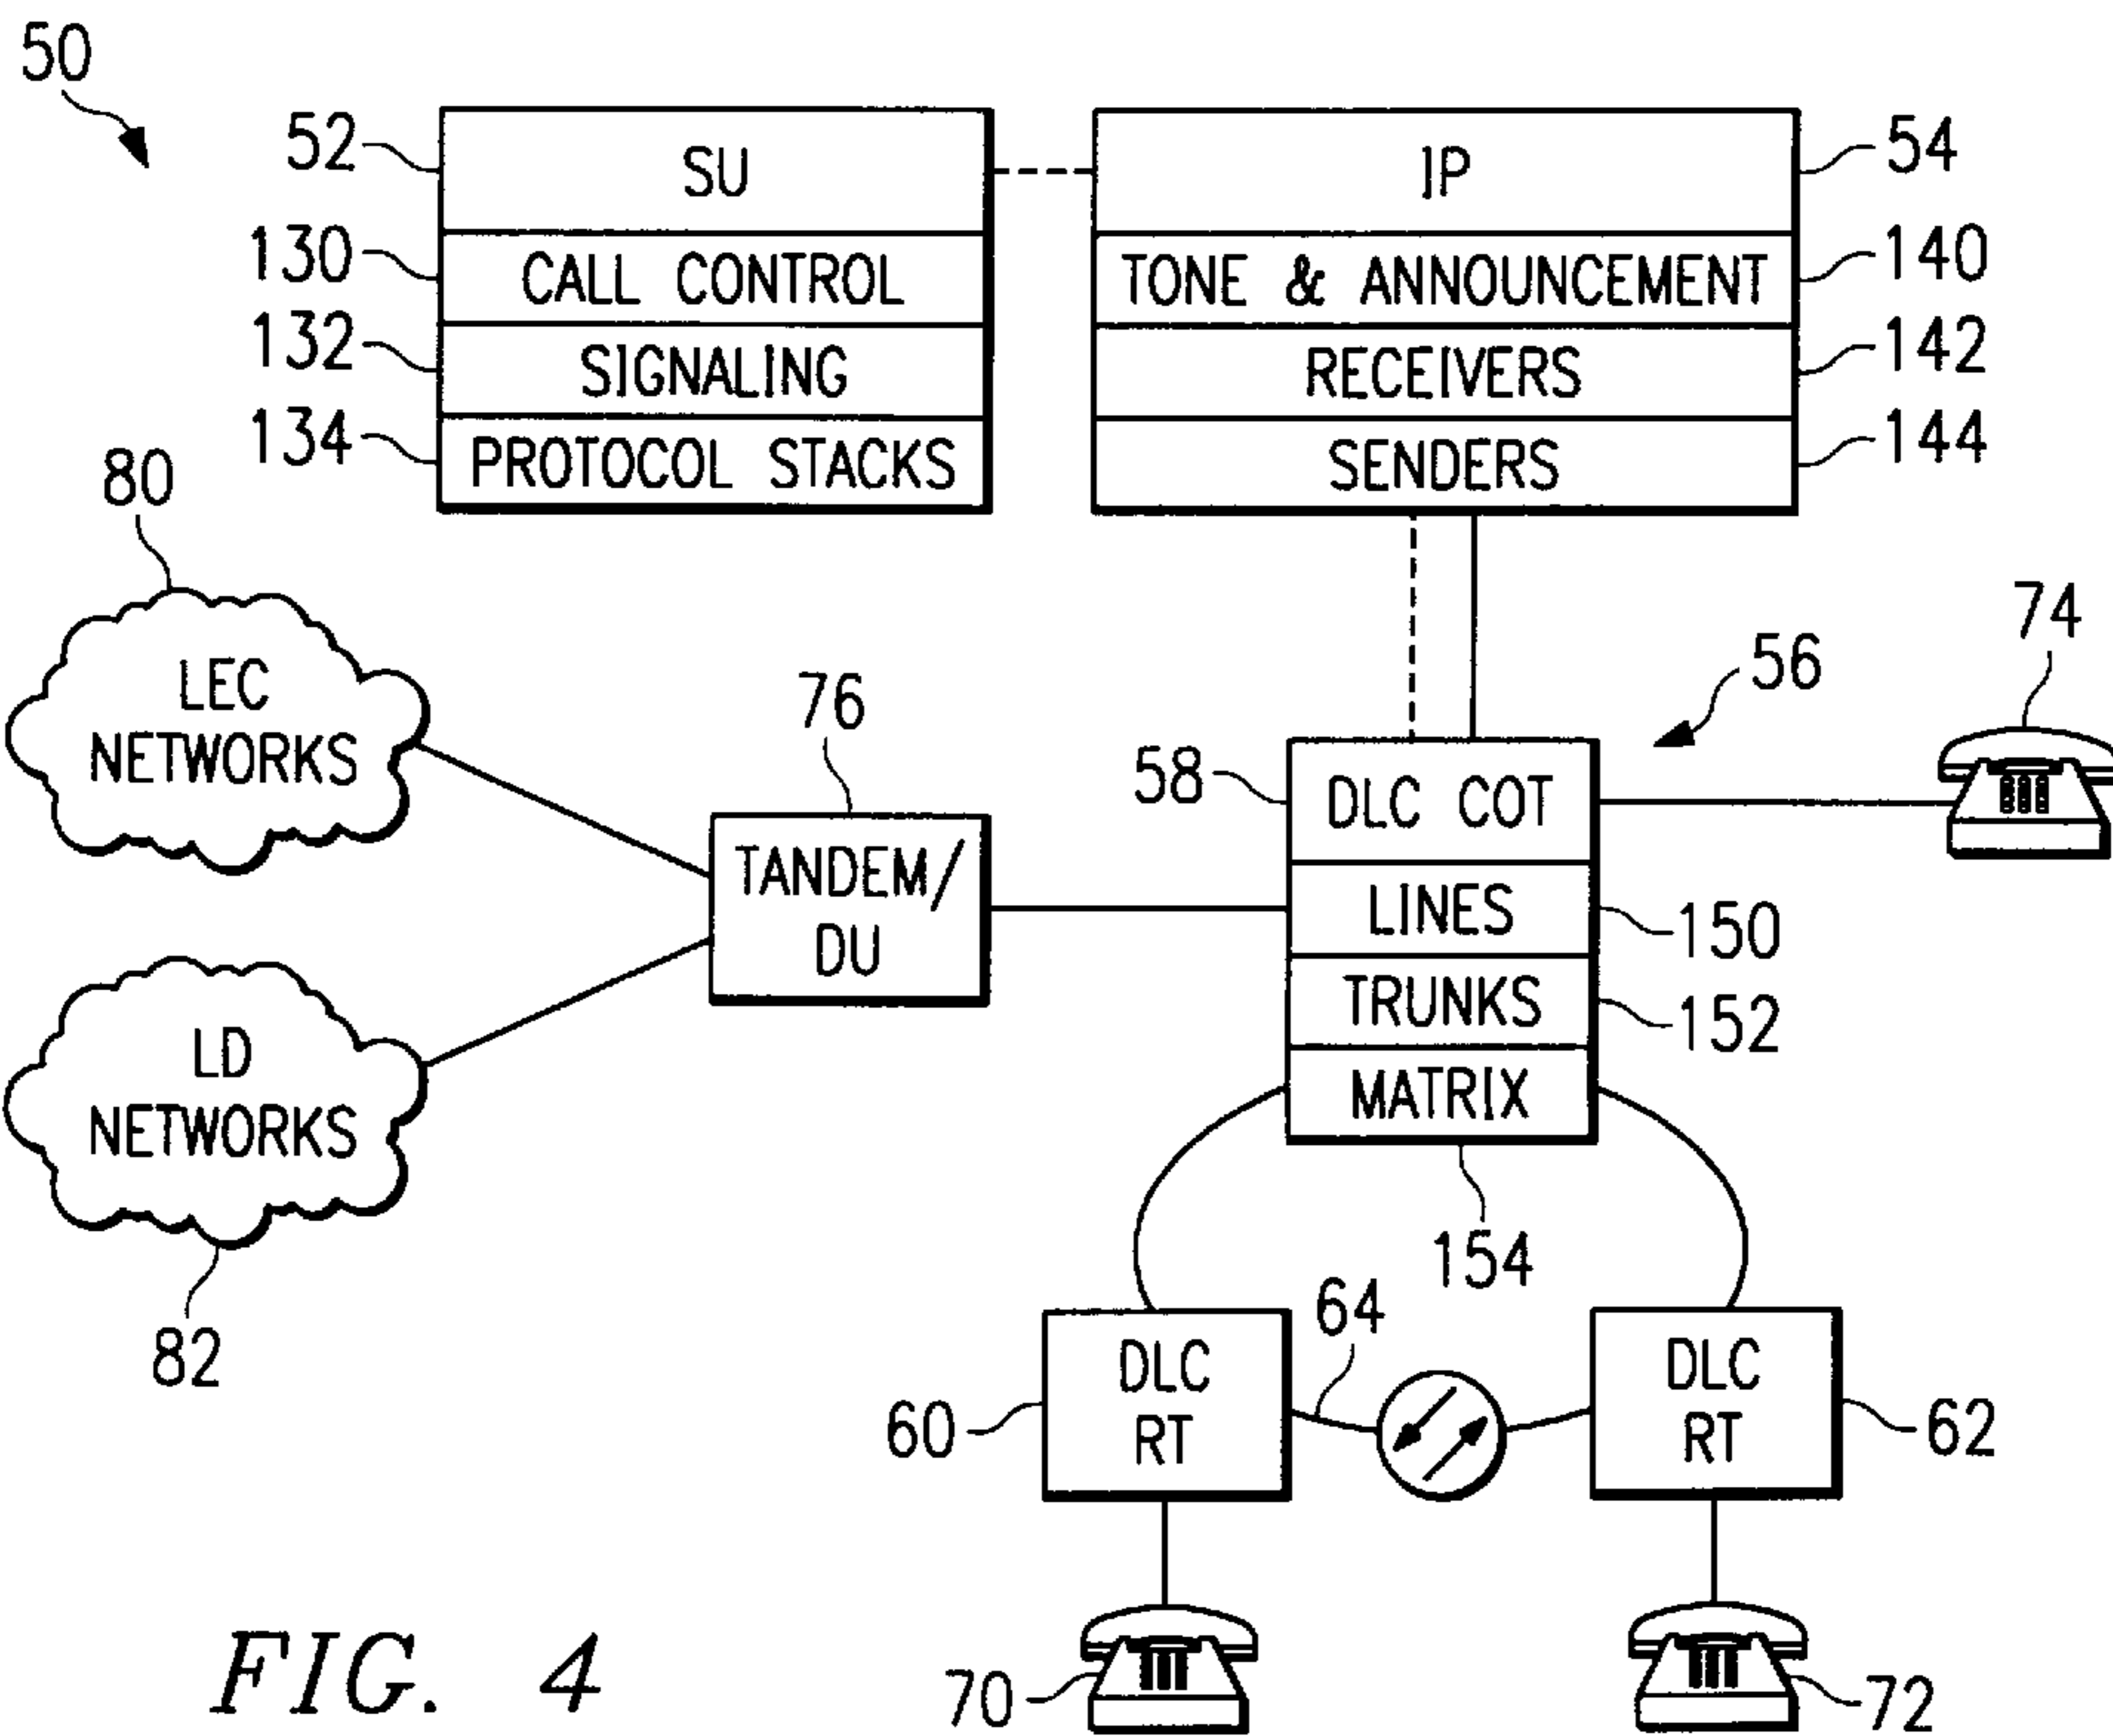 50
52
SU
IP
54
130
CALL CONTROL
TONE & ANNOUNCEMENT
140
132
SIGNALING
RECEIVERS
142
134
PROTOCOL STACKS
SENDERS
144
80
LEC
NETWORKS
76
TANDEM/
DU
58
DLC COT
56
74
LINES
150
TRUNKS
152
MATRIX
154
LD
NETWORKS
82
64
60
DLC
RT
DLC
RT
62
70
72
FIG. 4